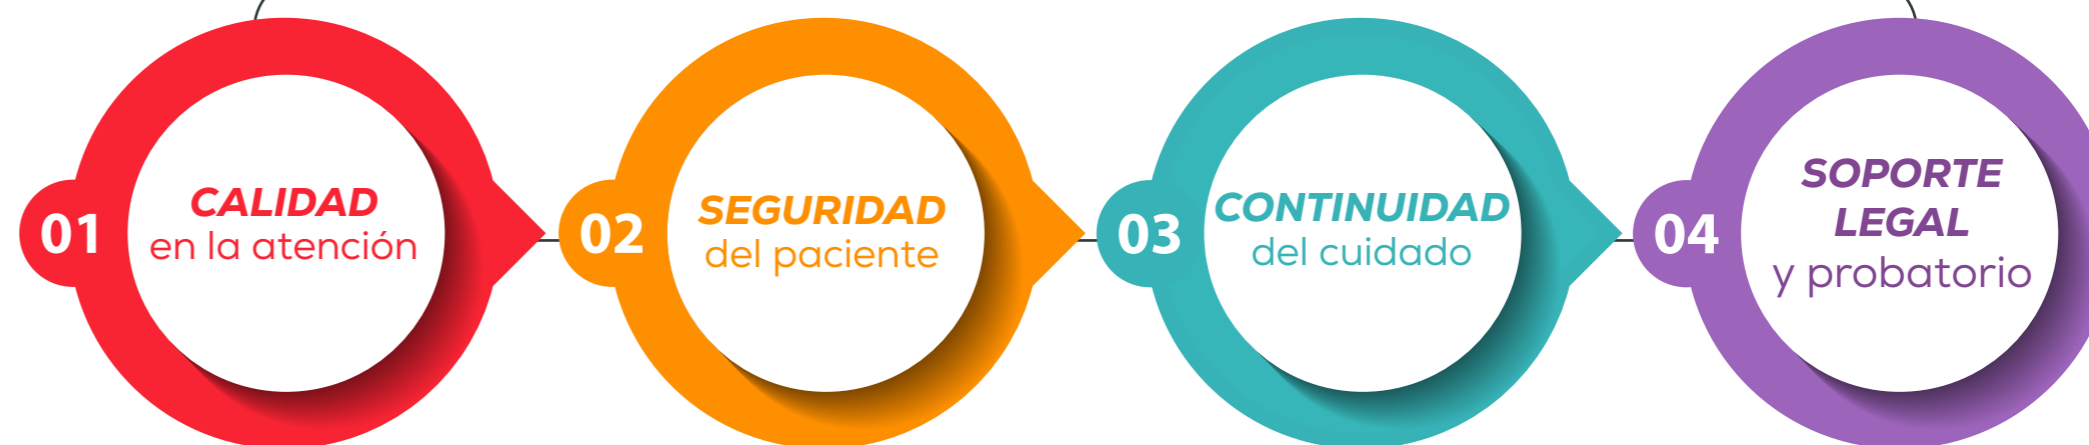 01
CALIDAD
en la atención
02
SEGURIDAD
del paciente
03
CONTINUIDAD
del cuidado
04
SOPORTE
LEGAL
y probatorio